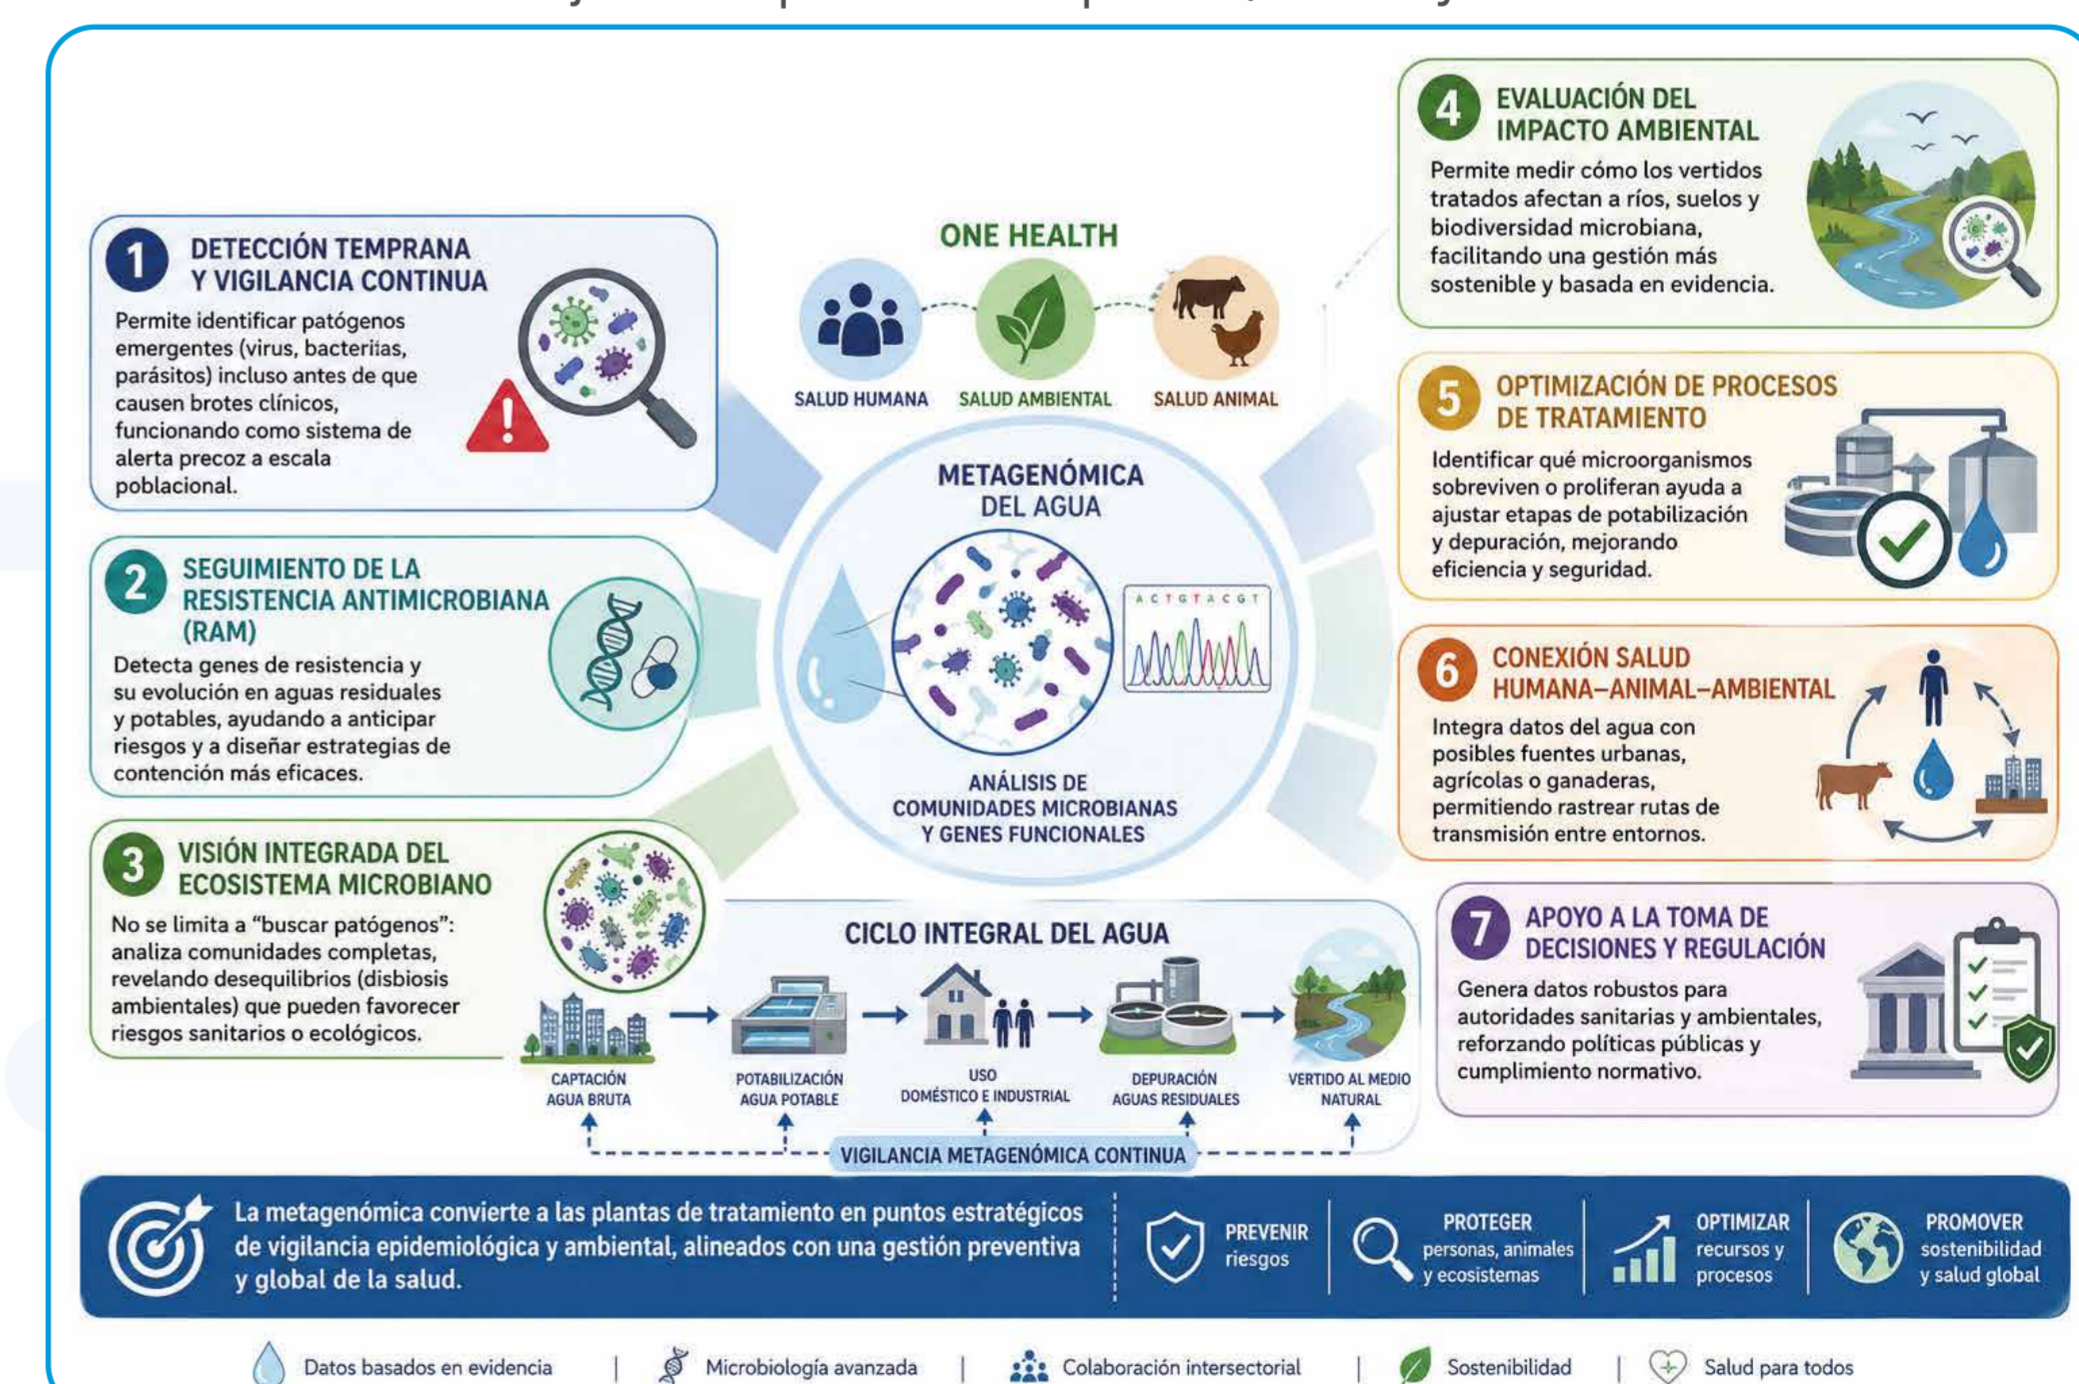 1
DETECCIÓN TEMPRANA
Y VIGILANCIA CONTINUA
Permite identificar patógenos
emergentes (virus, bacteriias,
parásitos) incluso antes de que
causen brotes clínicos,
funcionando como sistema de
alerta precoz a escala
poblacional.
2
SEGUIMIENTO DE LA
RESISTENCIA ANTIMICROBIANA
(RAM)
Detecta genes de resistencia y
su evolución en aguas residuales
y potables, ayudando a anticipar
riesgos y a diseñar estrategias de
contención más eficaces.
3
VISIÓN INTEGRADA DEL
ECOSISTEMA MICROBIANO
No se limita a “buscar patógenos”:
analiza comunidades completas,
revelando desequilibrios (disbiosis
ambientales) que pueden favorecer
riesgos sanitarios o ecológicos.
ONE HEALTH
SALUD HUMANA
SALUD AMBIENTAL
SALUD ANIMAL
METAGENÓMICA
DEL AGUA
ACTGTACGT
ANÁLISIS DE
COMUNIDADES MICROBIANAS
Y GENES FUNCIONALES
CICLO INTEGRAL DEL AGUA
CAPTACIÓN
AGUA BRUTA
POTABILIZACIÓN
AGUA POTABLE
USO
DOMÉSTICO E INDUSTRIAL
DEPURACIÓN
AGUAS RESIDUALES
VERTIDO AL MEDIO
NATURAL
VIGILANCIA METAGENÓMICA CONTINUA
4
EVALUACIÓN DEL
IMPACTO AMBIENTAL
Permite medir cómo los vertidos
tratados afectan a ríos, suelos y
biodiversidad microbiana,
facilitando una gestión más
sostenible y basada en evidencia.
5
OPTIMIZACIÓN DE PROCESOS
DE TRATAMIENTO
Identificar qué microorganismos
sobreviven o proliferan ayuda a
ajustar etapas de potabilización
y depuración, mejorando
eficiencia y seguridad.
6
CONEXIÓN SALUD
HUMANA–ANIMAL–AMBIENTAL
Integra datos del agua con
posibles fuentes urbanas,
agrícolas o ganaderas,
permitiendo rastrear rutas de
transmisión entre entornos.
7
APOYO A LA TOMA DE
DECISIONES Y REGULACIÓN
Genera datos robustos para
autoridades sanitarias y ambientales,
reforzando políticas públicas y
cumplimiento normativo.
La metagenómica convierte a las plantas de tratamiento en puntos estratégicos
de vigilancia epidemiológica y ambiental, alineados con una gestión preventiva
y global de la salud.
PREVENIR
riesgos
PROTEGER
personas, animales
y ecosistemas
OPTIMIZAR
recursos y
procesos
PROMOVER
sostenibilidad
y salud global
Datos basados en evidencia
Microbiología avanzada
Colaboración intersectorial
Sostenibilidad
Salud para todos